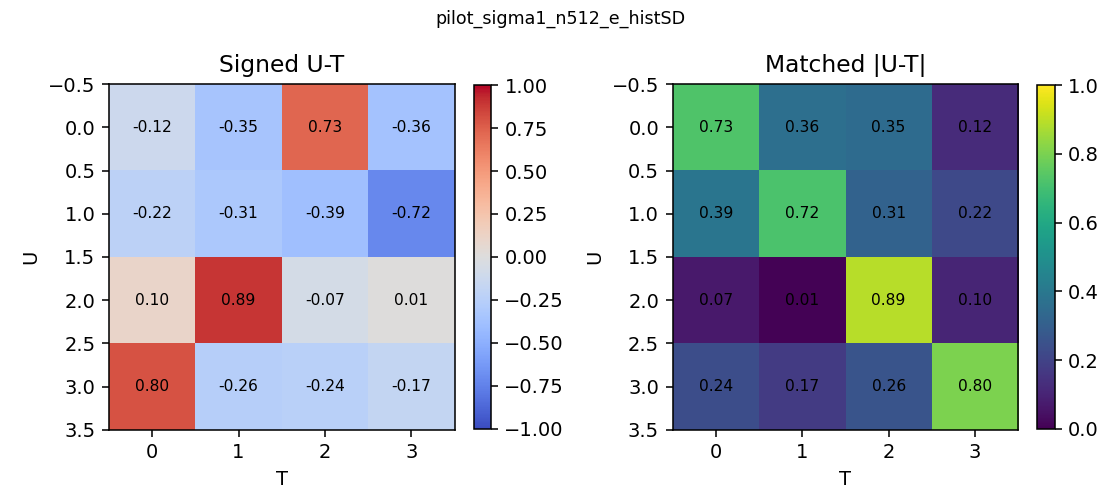 pilot_sigma1_n512_e_histSD
Signed U-T
−0.5
0.0
0.5
1.0
1.5
2.0
2.5
3.0
3.5
U
-0.12 -0.35 0.73 -0.36
-0.22 -0.31 -0.39 -0.72
0.10 0.89 -0.07 0.01
0.80 -0.26 -0.24 -0.17
0 1 2 3
T
1.00
0.75
0.50
0.25
0.00
−0.25
−0.50
−0.75
−1.00
Matched |U-T|
−0.5
0.0
0.5
1.0
1.5
2.0
2.5
3.0
3.5
U
0.73 0.36 0.35 0.12
0.39 0.72 0.31 0.22
0.07 0.01 0.89 0.10
0.24 0.17 0.26 0.80
0 1 2 3
T
1.0
0.8
0.6
0.4
0.2
0.0